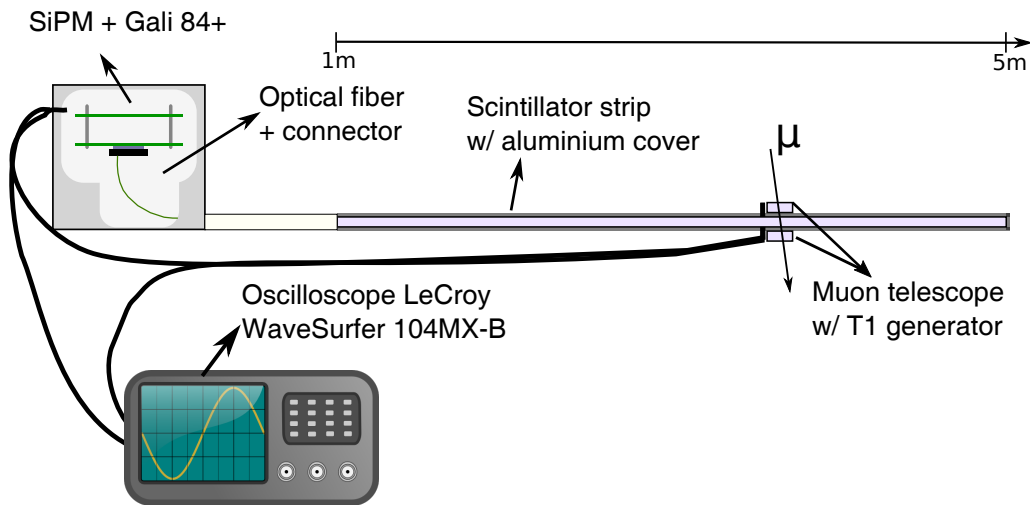 SiPM + Gali 84+
1m
5m
Optical fiber
+ connector
Scintillator strip
w/ aluminium cover
μ
Oscilloscope LeCroy
WaveSurfer 104MX-B
Muon telescope
w/ T1 generator